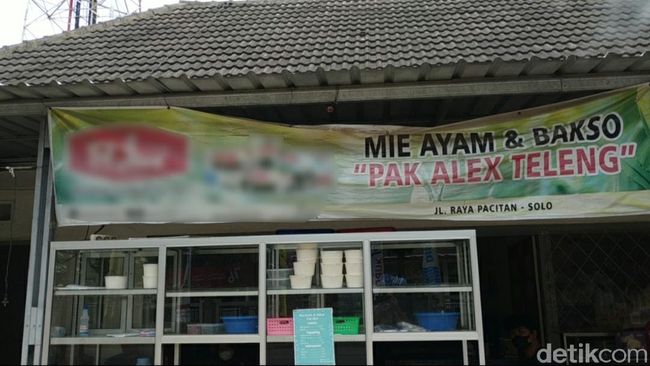 MIE AYAM & BAKSO
"PAK ALEX TELENG"
JL. RAYA PACITAN - SOLO
detikcom